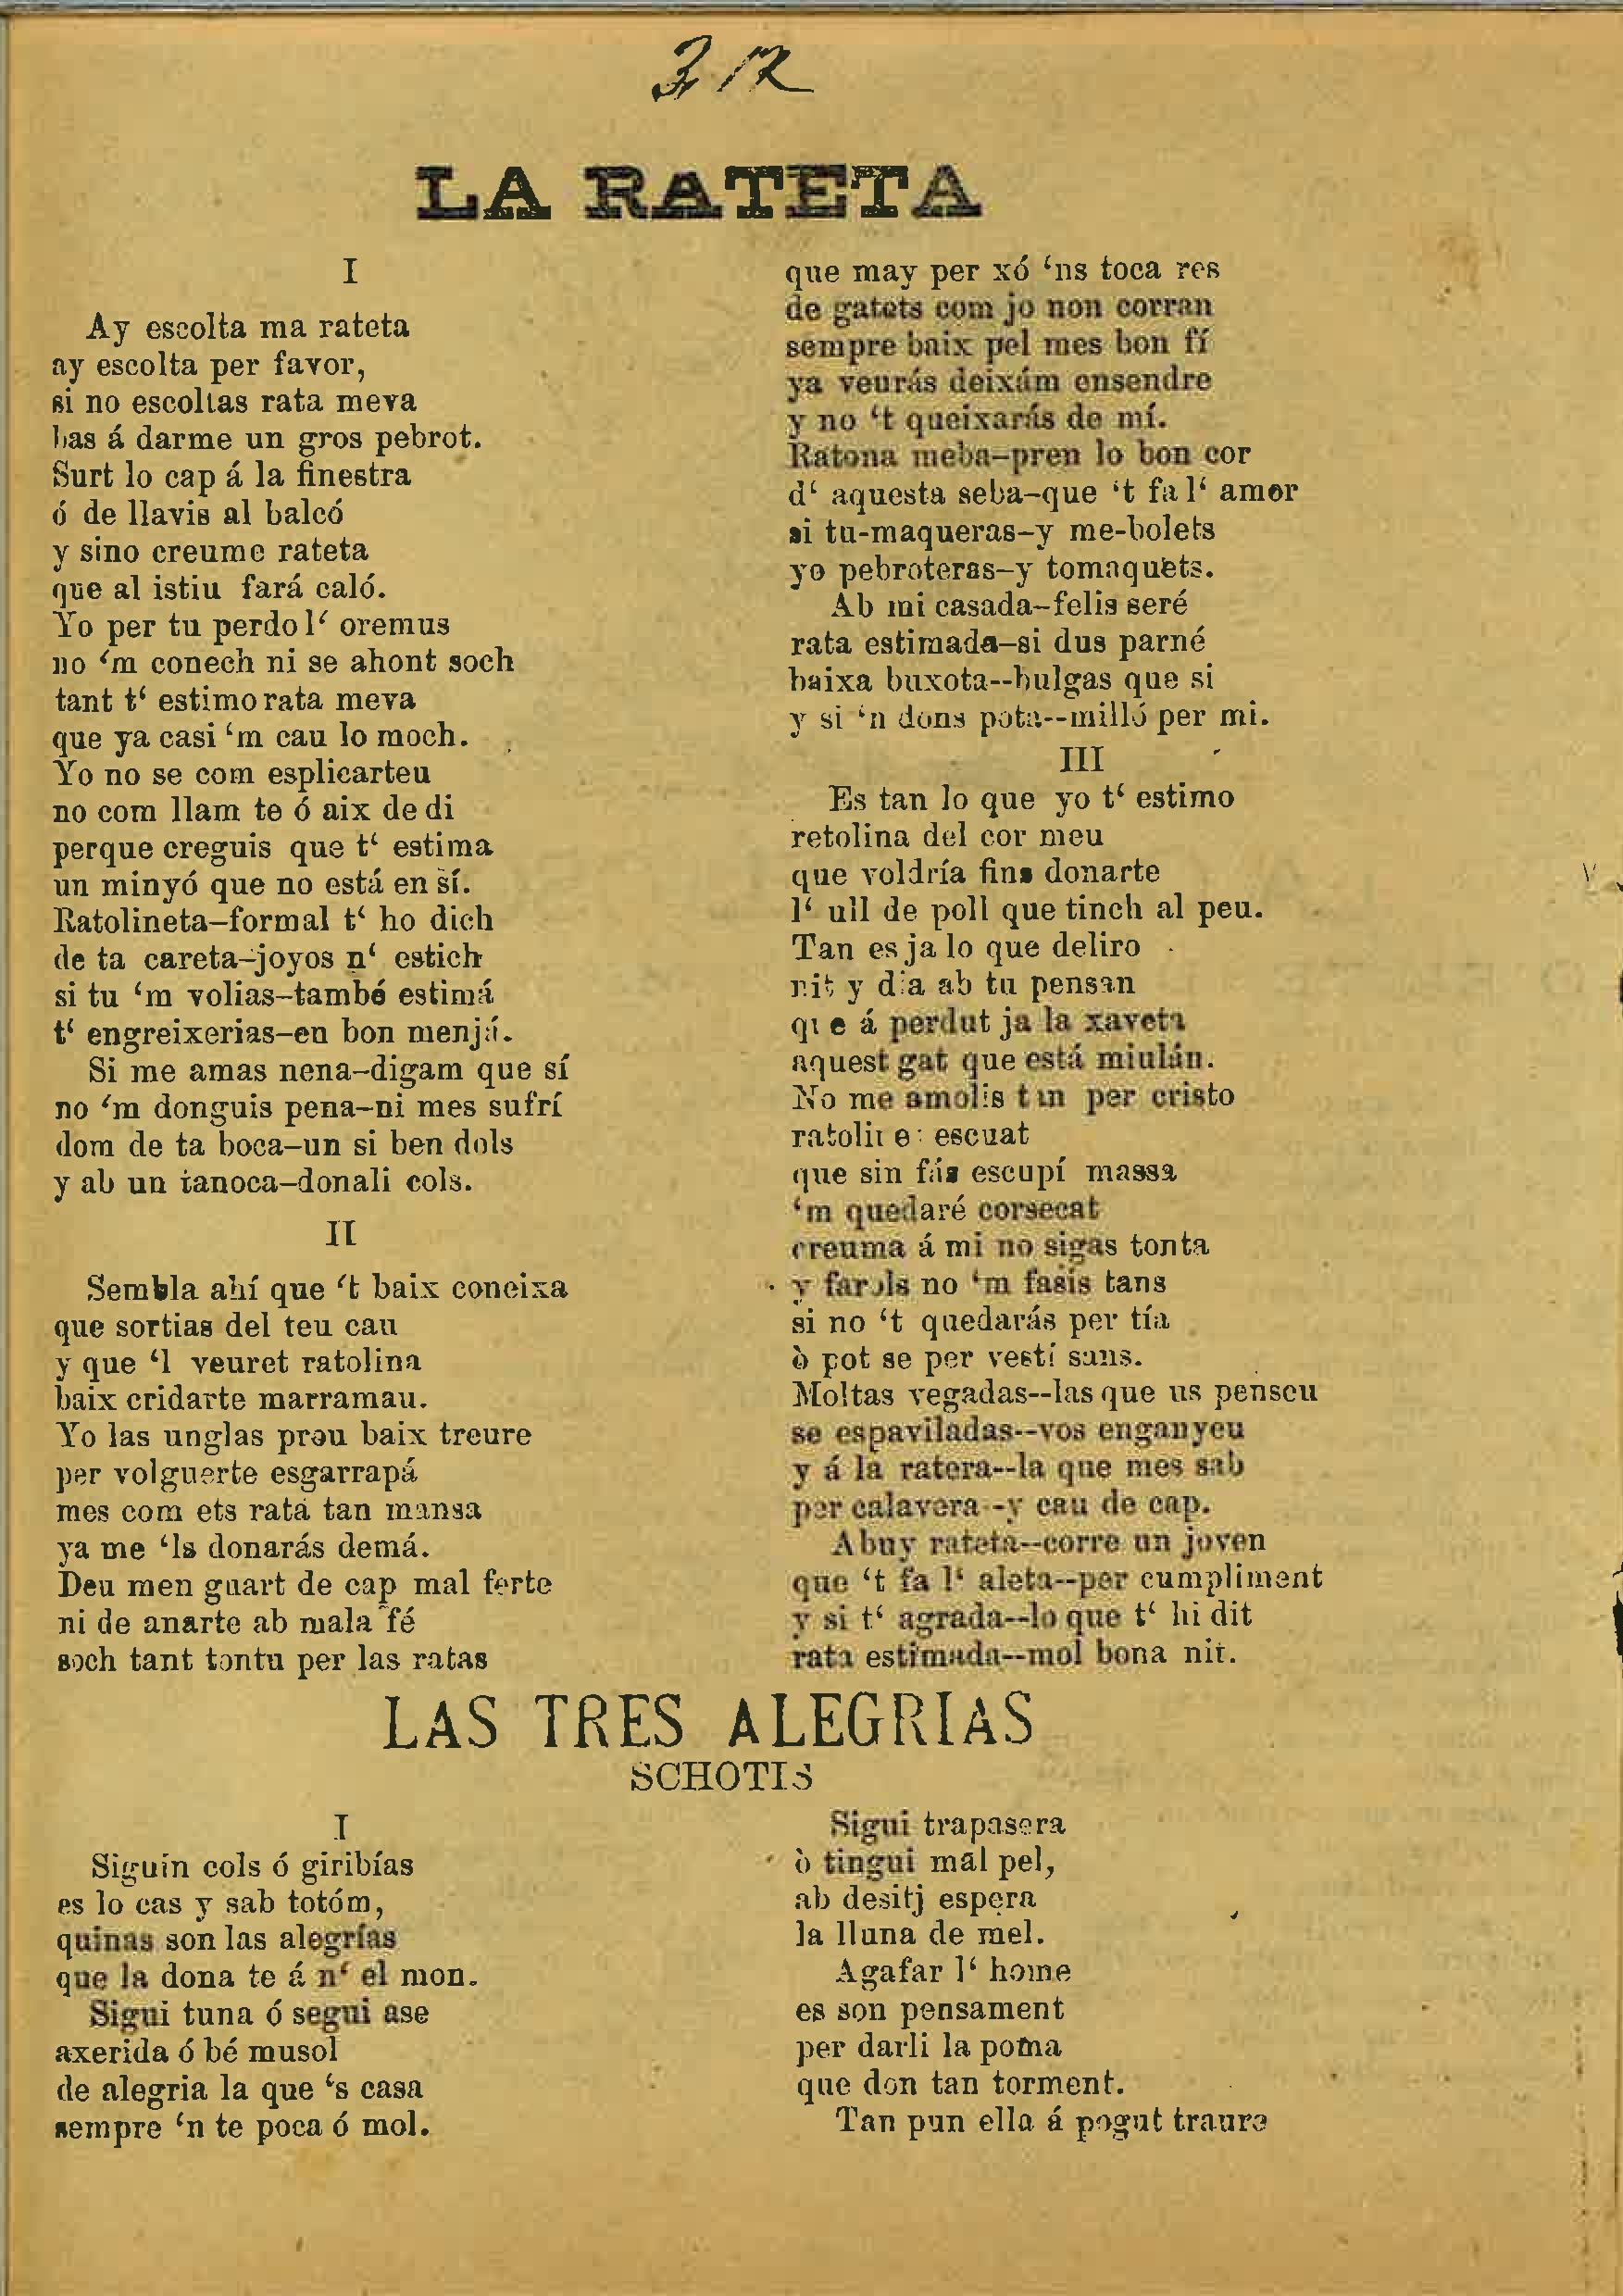 312
LA RATETA
I
Ay escolta ma rateta
ay escolta per favor,
si no escoltas rata meva
has á darme un gros pebrot.
Surt lo cap á la finestra
ó de llavis al balcó
y sino creume rateta
que al istiu fará caló.
Yo per tu perdo l‘ oremus
no ‘m conech ni se ahont soch
tant t‘ estimo rata meva
que ya casi ‘m cau lo moch.
Yo no se com esplicarteu
no com llam te ó aix de di
perque creguis que t‘ estima
un minyó que no está en sí.
Ratolineta–formal t‘ ho dich
de ta careta–joyos n‘ estich
si tu ‘m volias–també estimá
t‘ engreixerias–en bon menjá.
Si me amas nena–digam que sí
no ‘m donguis pena–ni mes sufrí
dom de ta boca–un si ben dols
y ab un tanoca–donali cols.
II
Sembla ahí que ‘t baix coneixa
que sortias del teu cau
y que ‘l veuret ratolina
baix cridarte marramau.
Yo las unglas prou baix treure
per volguerte esgarrapá
mes com ets rata tan mansa
ya me ‘ls donarás demá.
Deu men guart de cap mal ferte
ni de anarte ab mala fé
soch tant tontu per las ratas
que may per xó ‘ns toca res
de gatets com jo non corran
sempre baix pel mes bon fí
ya veurás deixám ensendre
y no ‘t queixarás de mí.
Ratona meba–pren lo bon cor
d‘ aquesta seba–que ‘t fa l‘ amor
si tu-maqueras–y me-bolets
yo pebroteras–y tomaquets.
Ab mi casada–felis seré
rata estimada–si dus parné
baixa buxota--bulgas que si
y si ‘n dons pota--milló per mi.
III
Es tan lo que yo t‘ estimo
retolina del cor meu
que voldría fins donarte
l‘ ull de poll que tinch al peu.
Tan es ja lo que deliro
nit y dia ab tu pensan
que á perdut ja la xaveta
aquest gat que está miulán.
No me amolis tan per cristo
escuat
que sin fás escupí massa
‘m quedaré corsecat
creuma á mi no sigas tonta
y farols no ‘m fasis tans
si no ‘t quedarás per tía
ò pot se per vestí sans.
Moltas vegadas--las que us penseu
se espaviladas--vos enganyeu
y á la ratera--la que mes sab
per calavera--y cau de cap.
Abuy rateta--corre un joven
que ‘t fa l‘ aleta--per cumpliment
y si t‘ agrada--lo que t‘ hi dit
rata estimada--mol bona nit.
LAS TRES ALEGRIAS
SCHOTIS
I
Siguin cols ó giribías
es lo cas y sab totóm,
quinas son las alegrías
que la dona te á n‘ el mon.
Sigui tuna ó segui ase
axerida ó bé musol
de alegria la que ‘s casa
sempre ‘n te poca ó mol.
Sigui trapasera
ò tingui mal pel,
ab desitj espera
la lluna de mel.
Agafar l‘ home
es son pensament
per darli la poma
que don tan torment.
Tan pun ella á pogut traure